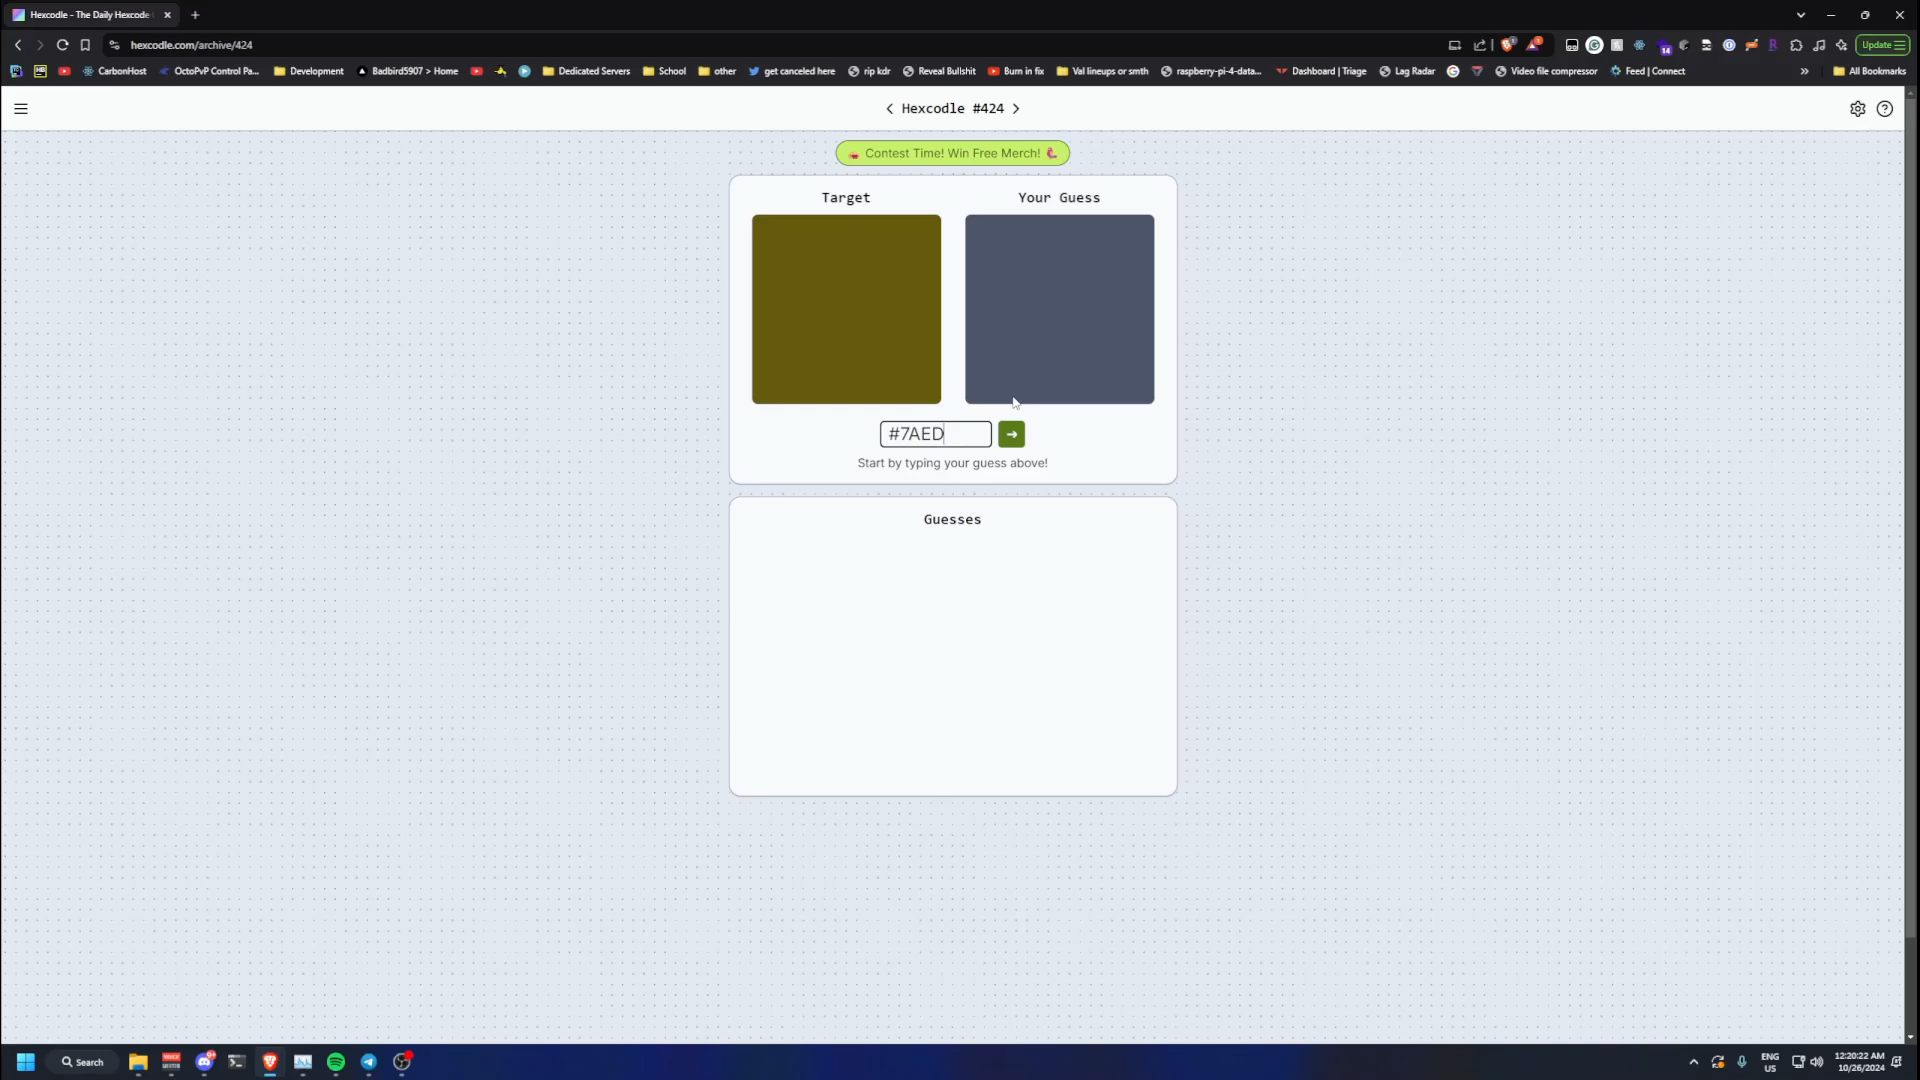 Hexcodle - The Daily Hexcode
hexcodle.com/archive/424
Update
CarbonHost
OctoPvP Control Pa...
Development
Badbird5907 > Home
Dedicated Servers
School
other
get canceled here
rip kdr
Reveal Bullshit
Burn in fix
Val lineups or smth
raspberry-pi-4-data...
Dashboard | Triage
Lag Radar
Video file compressor
Feed | Connect
»
All Bookmarks
< Hexcodle #424 >
Contest Time! Win Free Merch!
Target
Your Guess
#7AED
Start by typing your guess above!
Guesses
Search
ENG
US
12:20:22 AM
10/26/2024